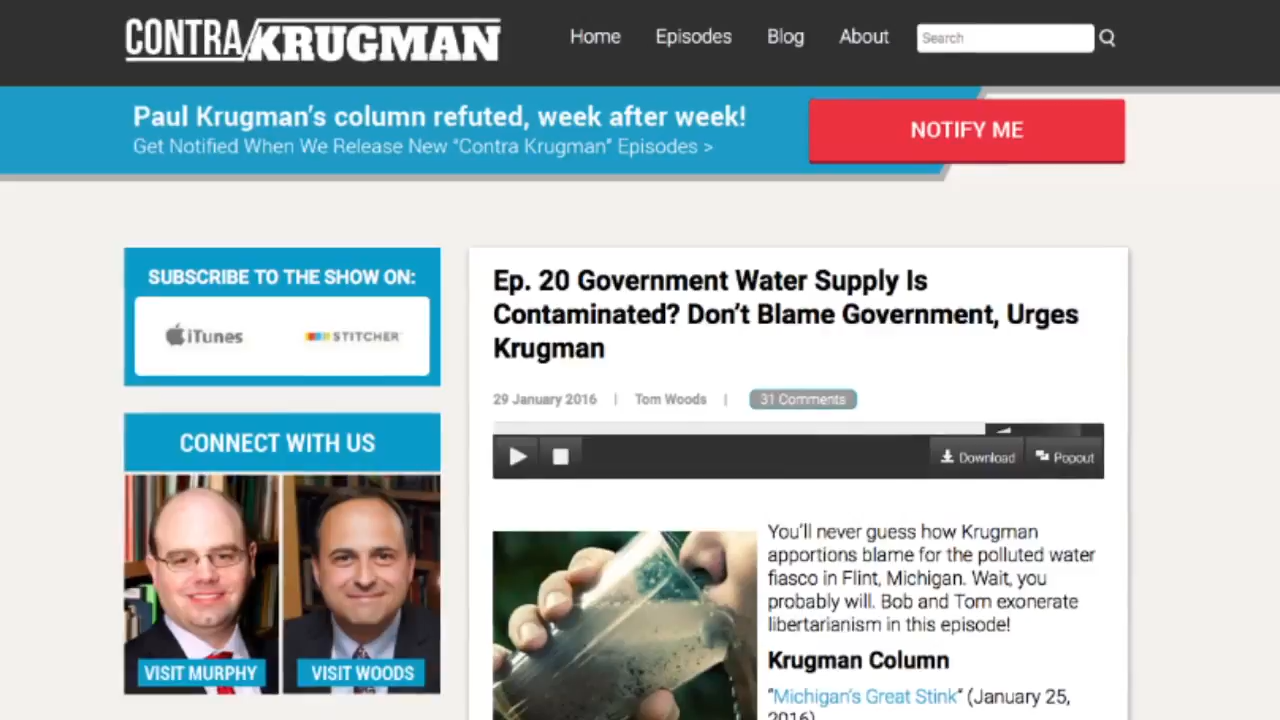 CONTRA KRUGMAN
Home Episodes Blog About Search
Paul Krugman's column refuted, week after week!
Get Notified When We Release New "Contra Krugman" Episodes >
NOTIFY ME
SUBSCRIBE TO THE SHOW ON:
iTunes STITCHER
CONNECT WITH US
VISIT MURPHY VISIT WOODS
Ep. 20 Government Water Supply Is
Contaminated? Don't Blame Government, Urges
Krugman
29 January 2016 | Tom Woods | 31 Comments
Download Popout
You'll never guess how Krugman
apportions blame for the polluted water
fiasco in Flint, Michigan. Wait, you
probably will. Bob and Tom exonerate
libertarianism in this episode!
Krugman Column
"Michigan's Great Stink" (January 25,
2016)